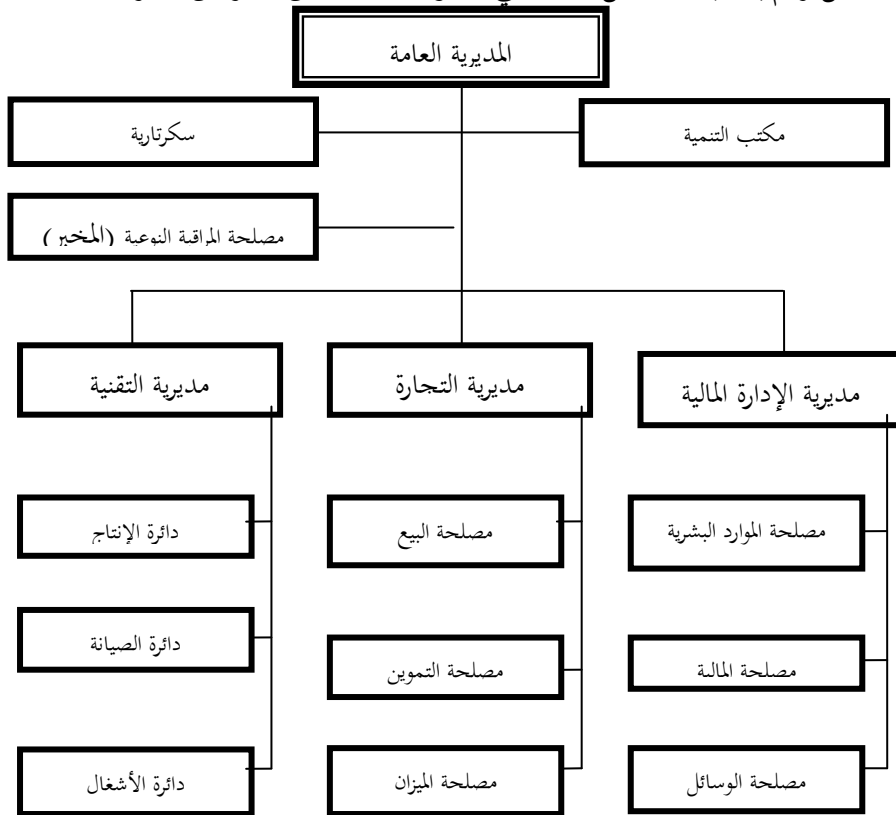 المديرية العامة
مكتب التنمية
سكرتارية
مصلحة المراقبة النوعية (المخبر)
مديرية الإدارة المالية
مديرية التجارة
مديرية التقنية
مصلحة الموارد البشرية
مصلحة البيع
دائرة الإنتاج
مصلحة المالية
مصلحة التموين
دائرة الصيانة
مصلحة الوسائل
مصلحة الميزان
دائرة الأشغال